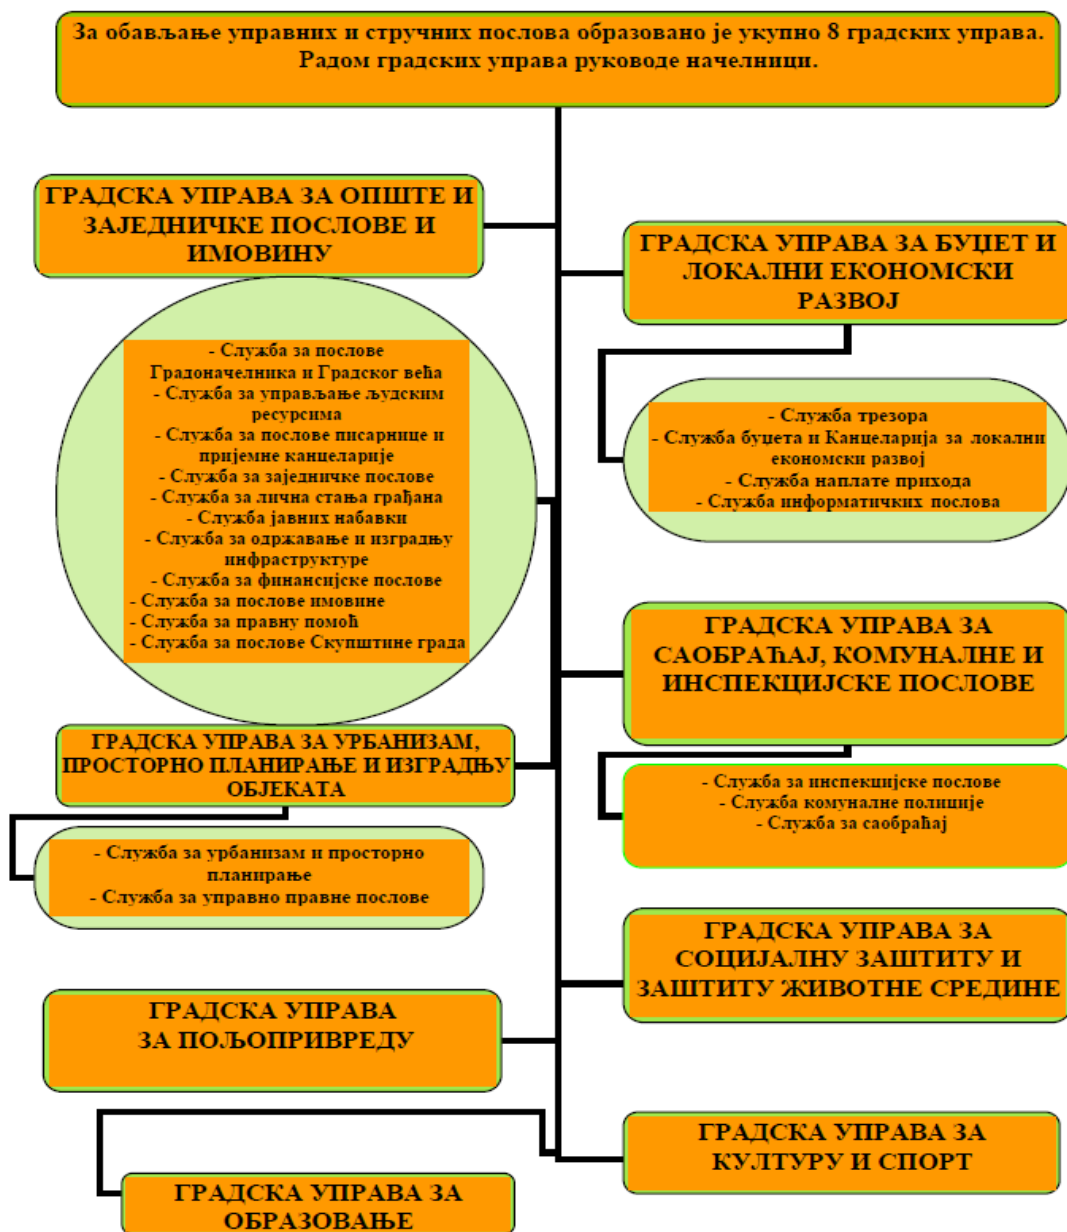 За обављање управних и стручних послова образовано је укупно 8 градских управа.
Радом градских управа руководе начелници.
ГРАДСКА УПРАВА ЗА ОПШТЕ И
ЗАЈЕДНИЧКЕ ПОСЛОВЕ И
ИМОВИНУ
- Служба за послове
Градоначелника и Градског већа
- Служба за управљање људским
ресурсима
- Служба за послове писарнице и
пријемне канцеларије
- Служба за заједничке послове
- Служба за лична стања грађана
- Служба јавних набавки
- Служба за одржавање и изградњу
инфраструктуре
- Служба за финансијске послове
- Служба за послове имовине
- Служба за правну помоћ
- Служба за послове Скупштине града
ГРАДСКА УПРАВА ЗА БУЏЕТ И
ЛОКАЛНИ ЕКОНОМСКИ
РАЗВОЈ
- Служба трезора
- Служба буџета и Канцеларија за локални
економски развој
- Служба наплате прихода
- Служба информатичких послова
ГРАДСКА УПРАВА ЗА
САОБРАЋАЈ, КОМУНАЛНЕ И
ИНСПЕКЦИЈСКЕ ПОСЛОВЕ
- Служба за инспекцијске послове
- Служба комуналне полиције
- Служба за саобраћај
ГРАДСКА УПРАВА ЗА УРБАНИЗАМ,
ПРОСТОРНО ПЛАНИРАЊЕ И ИЗГРАДЊУ
ОБЈЕКАТА
- Служба за урбанизам и просторно
планирање
- Служба за управно правне послове
ГРАДСКА УПРАВА ЗА
СОЦИЈАЛНУ ЗАШТИТУ И
ЗАШТИТУ ЖИВОТНЕ СРЕДИНЕ
ГРАДСКА УПРАВА
ЗА ПОЉОПРИВРЕДУ
ГРАДСКА УПРАВА ЗА
КУЛТУРУ И СПОРТ
ГРАДСКА УПРАВА ЗА
ОБРАЗОВАЊЕ